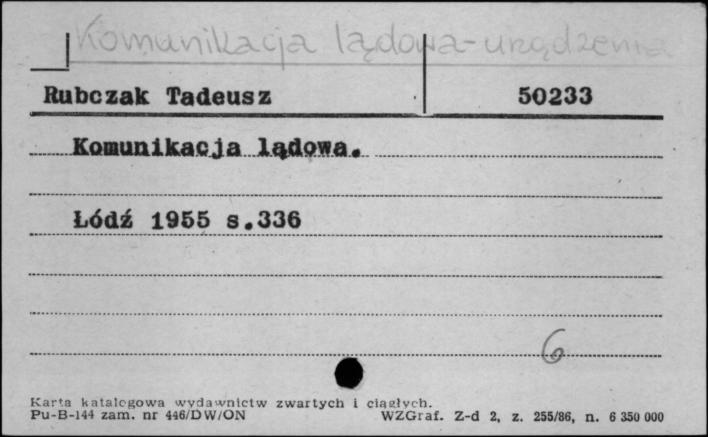 Komunikacja lądowa-urządzenia
Rubczak Tadeusz 50233
Komunikacja lądowa.
Łódź 1955 s.336
6
Karta katalogowa wydawnictw zwartych i ciągłych.
Pu-B-144 zam. nr 446/DW/ON WZGraf. Z-d 2, z. 255/86, n. 6 350 000